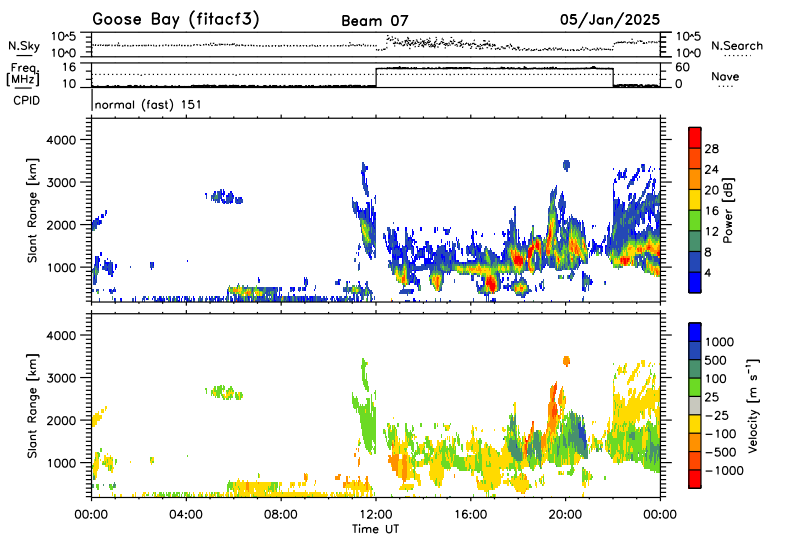 Goose Bay (fitacf3) Beam 07 05/Jan/2025
N.Sky 10^5 10^0 10^5 10^0 N.Search
Freq. [MHz] 16 10 60 0 Nave
CPID normal (fast) 151
Slant Range [km] 4000 3000 2000 1000
28 24 20 16 12 8 4 Power [dB]
Slant Range [km] 4000 3000 2000 1000
1000 500 100 25 -25 -100 -500 -1000 Velocity [m s⁻¹]
00:00 04:00 08:00 12:00 16:00 20:00 00:00
Time UT